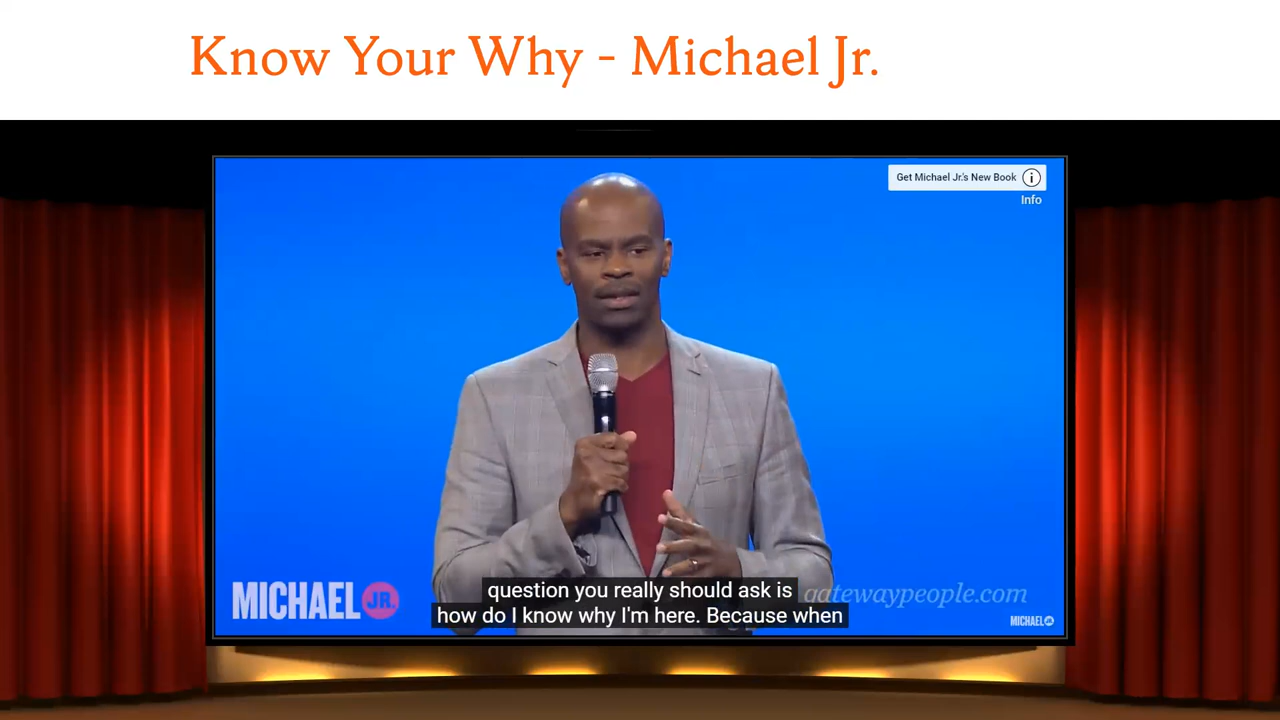 Know Your Why - Michael Jr.
Get Michael Jr.'s New Book
Info
question you really should ask is
how do I know why I'm here. Because when
MICHAEL JR.
gatewaypeople.com
MICHAEL JR.